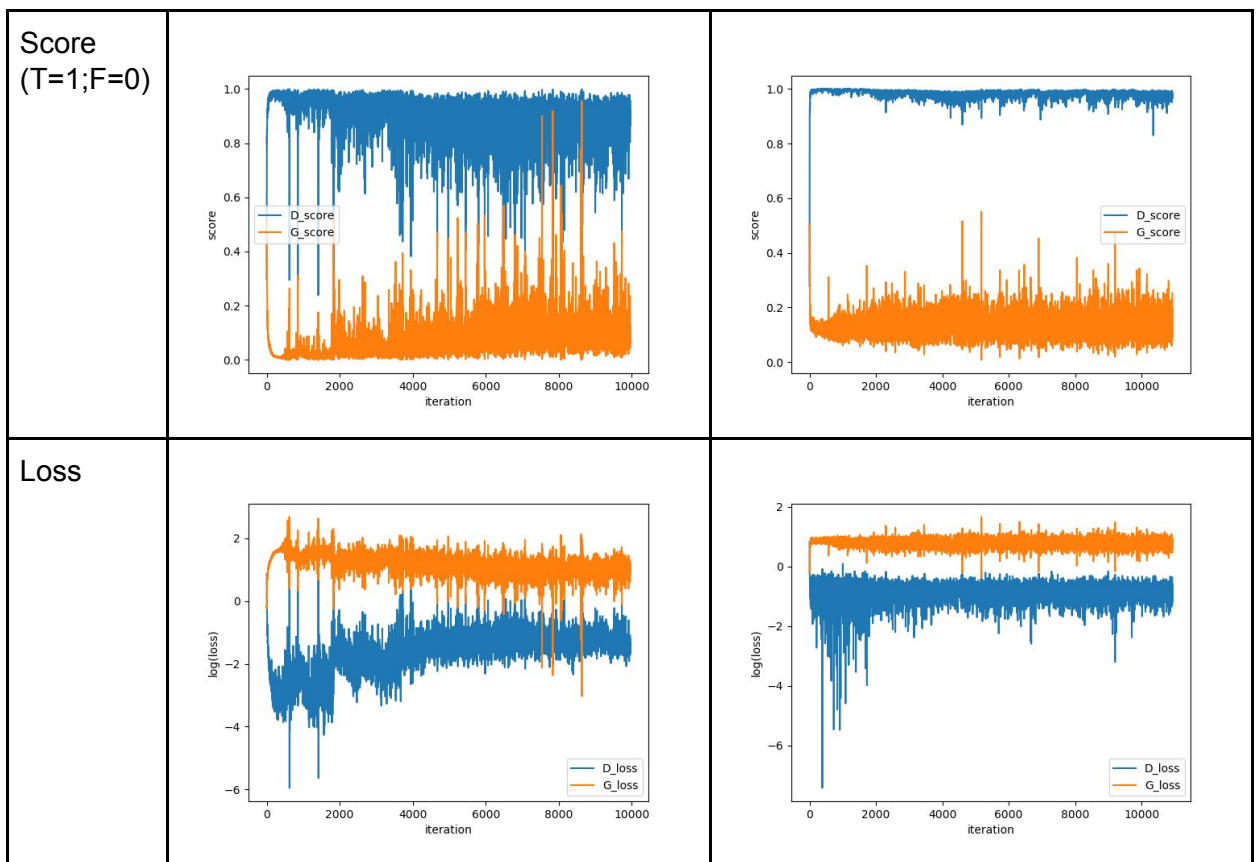 Score
(T=1;F=0)
1.0
0.8
0.6
0.4
0.2
0.0
score
D_score
G_score
0 2000 4000 6000 8000 10000
iteration
1.0
0.8
0.6
0.4
0.2
0.0
score
D_score
G_score
0 2000 4000 6000 8000 10000
iteration
Loss
2
0
-2
-4
-6
log(loss)
D_loss
G_loss
0 2000 4000 6000 8000 10000
iteration
2
0
-2
-4
-6
log(loss)
D_loss
G_loss
0 2000 4000 6000 8000 10000
iteration